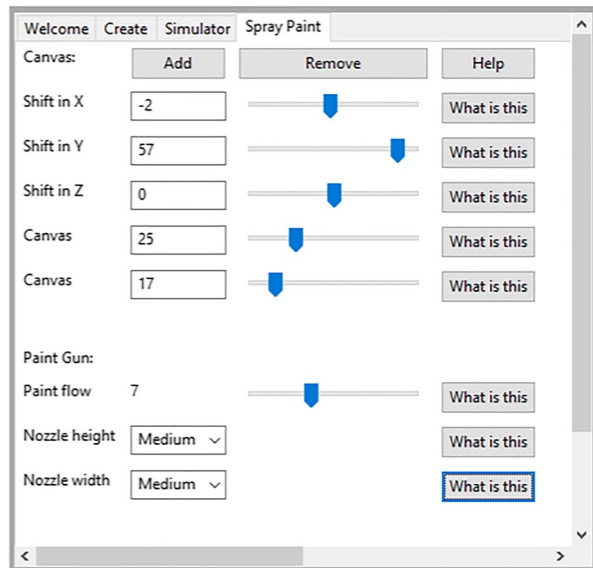 Welcome Create Simulator Spray Paint
Canvas: Add Remove Help
Shift in X -2 What is this
Shift in Y 57 What is this
Shift in Z 0 What is this
Canvas 25 What is this
Canvas 17 What is this
Paint Gun:
Paint flow 7 What is this
Nozzle height Medium What is this
Nozzle width Medium What is this